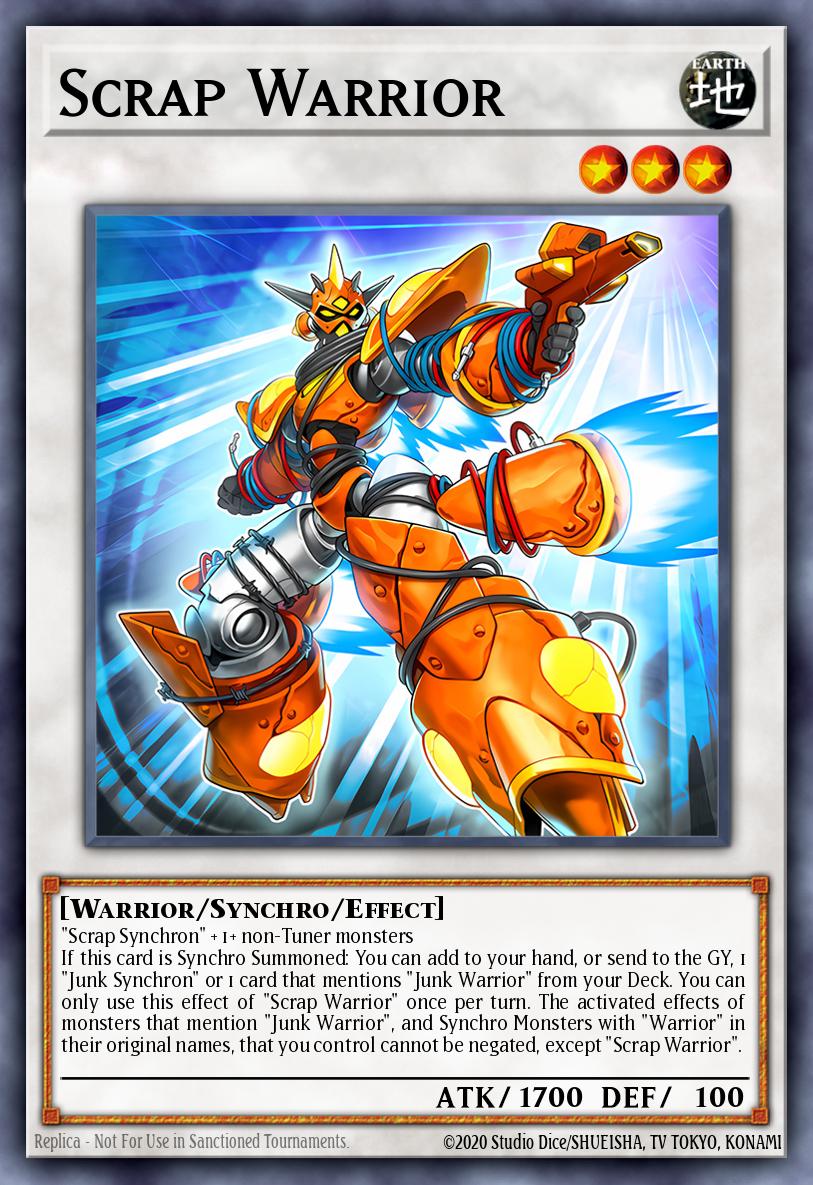 Scrap Warrior
EARTH
地
[Warrior/Synchro/Effect]
"Scrap Synchron" + 1+ non-Tuner monsters
If this card is Synchro Summoned: You can add to your hand, or send to the GY, 1
"Junk Synchron" or 1 card that mentions "Junk Warrior" from your Deck. You can
only use this effect of "Scrap Warrior" once per turn. The activated effects of
monsters that mention "Junk Warrior", and Synchro Monsters with "Warrior" in
their original names, that you control cannot be negated, except "Scrap Warrior".
ATK/ 1700 DEF/ 100
Replica - Not For Use in Sanctioned Tournaments.
©2020 Studio Dice/SHUEISHA, TV TOKYO, KONAMI